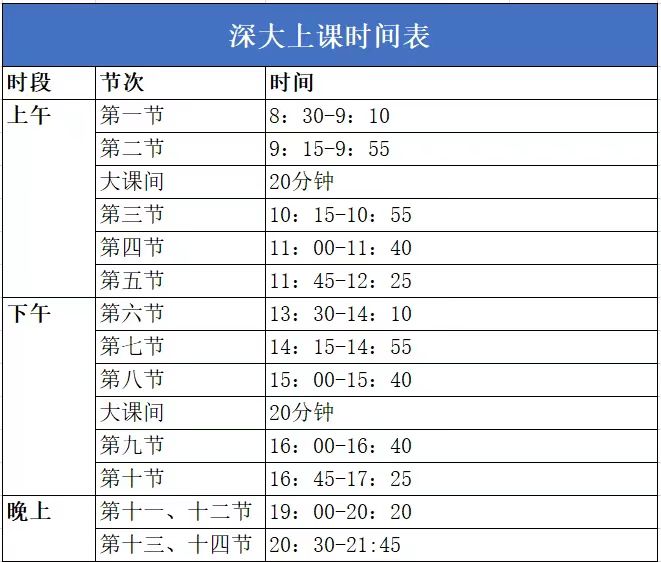 深大上课时间表
时段 节次 时间
上午 第一节 8：30-9：10
第二节 9：15-9：55
大课间 20分钟
第三节 10：15-10：55
第四节 11：00-11：40
第五节 11：45-12：25
下午 第六节 13：30-14：10
第七节 14：15-14：55
第八节 15：00-15：40
大课间 20分钟
第九节 16：00-16：40
第十节 16：45-17：25
晚上 第十一、十二节 19：00-20：20
第十三、十四节 20：30-21:45